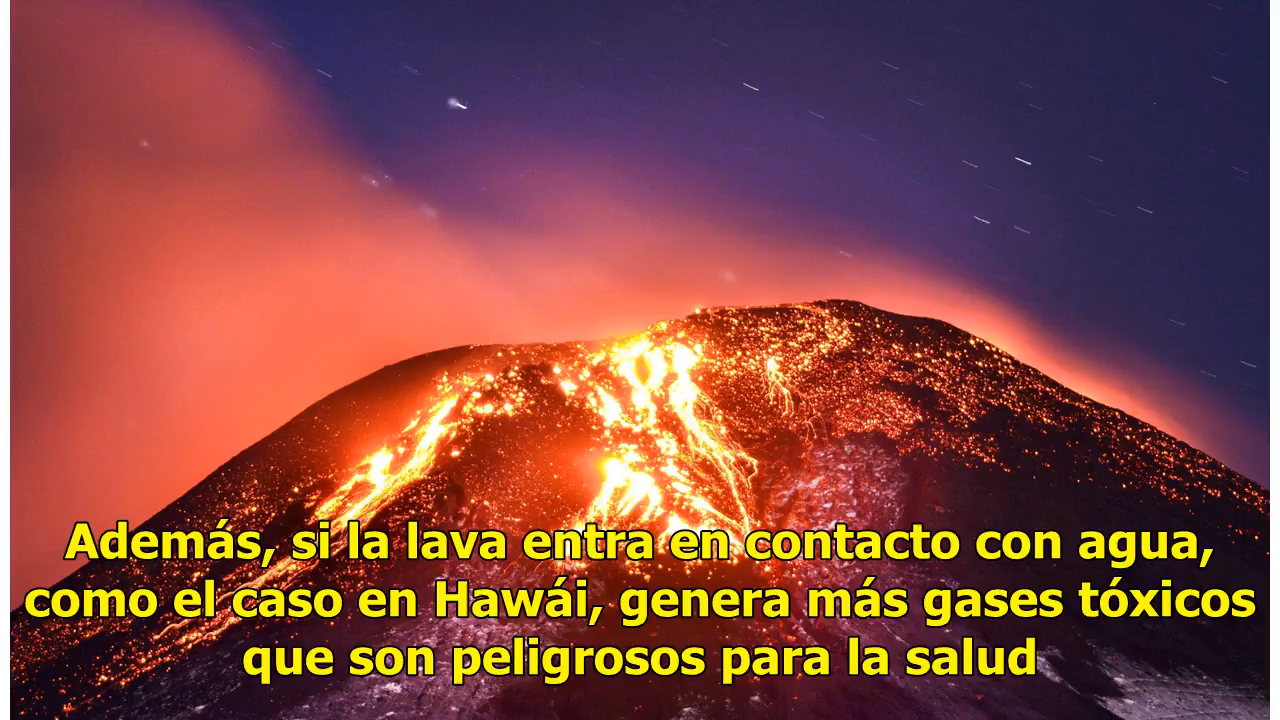 Además, si la lava entra en contacto con agua,
como el caso en Hawái, genera más gases tóxicos
que son peligrosos para la salud